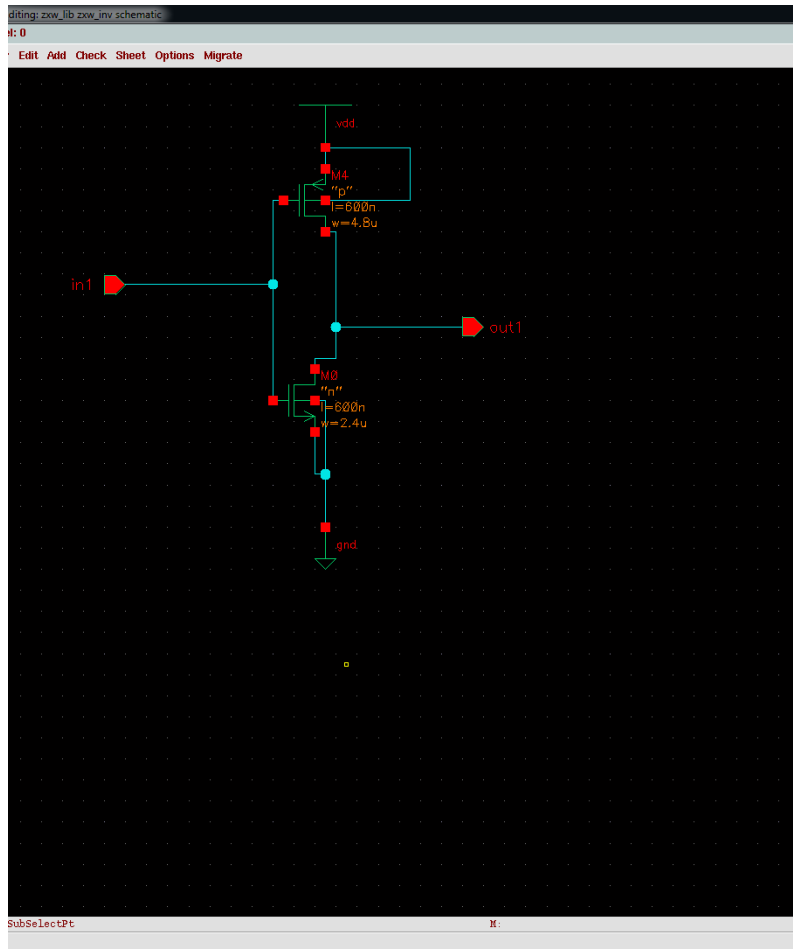 diting: zxw_lib zxw_inv schematic
el: 0
Edit Add Check Sheet Options Migrate
vdd
M4
"p"
l=600n
w=4.8u
in1
out1
M0
"n"
l=600n
w=2.4u
gnd
SubSelectPt M: